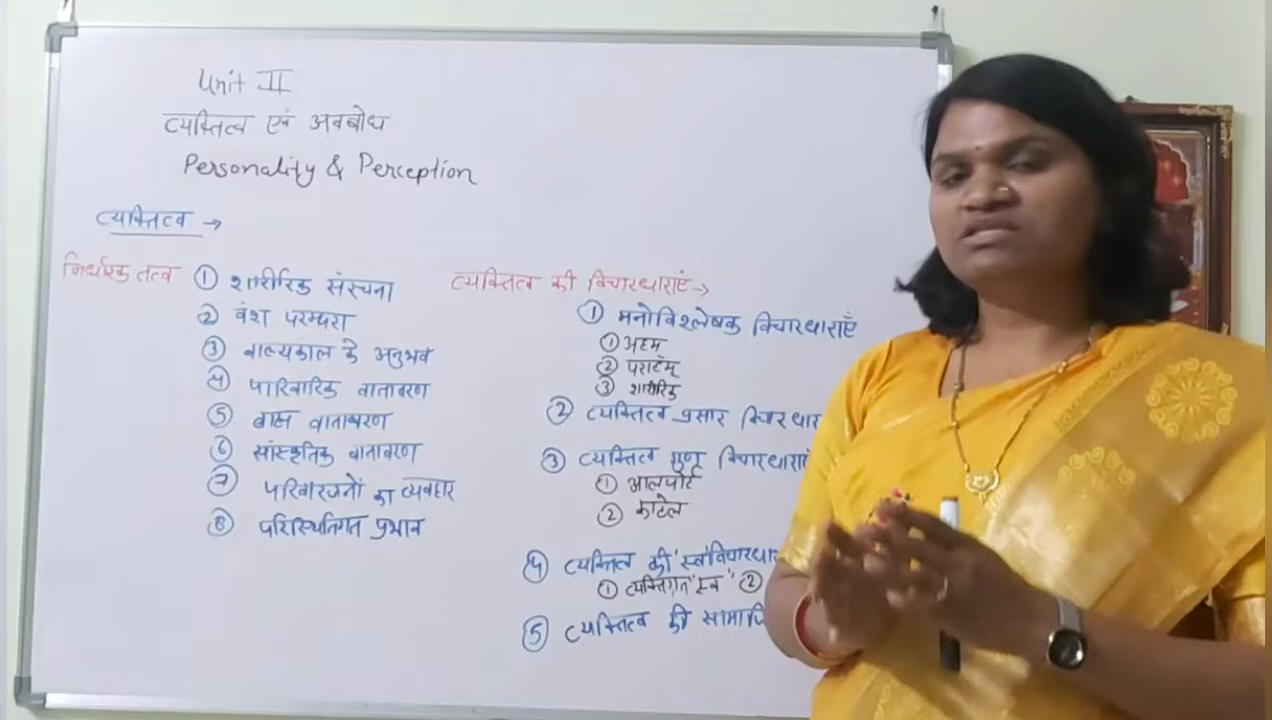 Unit II
व्यक्तित्व एवं अवबोध
Personality & Perception
व्यक्तित्व →
निर्धारक तत्व
① शारीरिक संरचना
② वंश परम्परा
③ बाल्यकाल के अनुभव
④ पारिवारिक वातावरण
⑤ बाह्य वातावरण
⑥ सांस्कृतिक वातावरण
⑦ परिवारजनों का व्यवहार
⑧ परिस्थितिगत प्रभाव
व्यक्तित्व की विचारधाराएं →
① मनोविश्लेषक विचारधाराएँ
① अहम
② पराहम्
③ शारीरिक
② व्यक्तित्व प्रसार विचारधार
③ व्यक्तित्व गुण विचारधाराएं
① आलपोर्ट
② काटेल
④ व्यक्तित्व की 'स्व' विचारधार
① व्यक्तिगत "स्व" ②
⑤ व्यक्तित्व की सामाजि